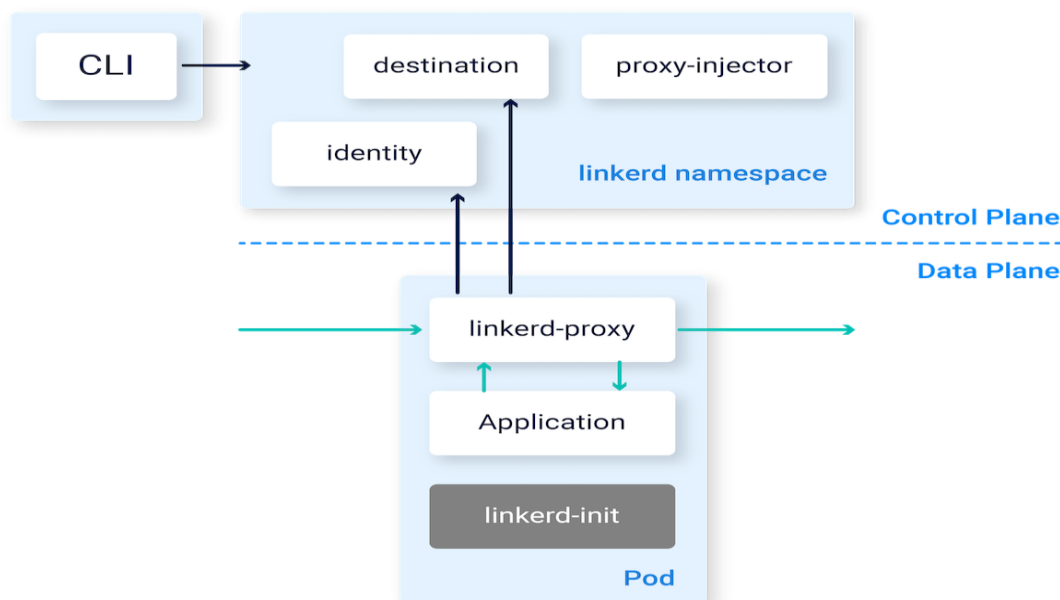 CLI
destination
proxy-injector
identity
linkerd namespace
Control Plane
Data Plane
linkerd-proxy
Application
linkerd-init
Pod